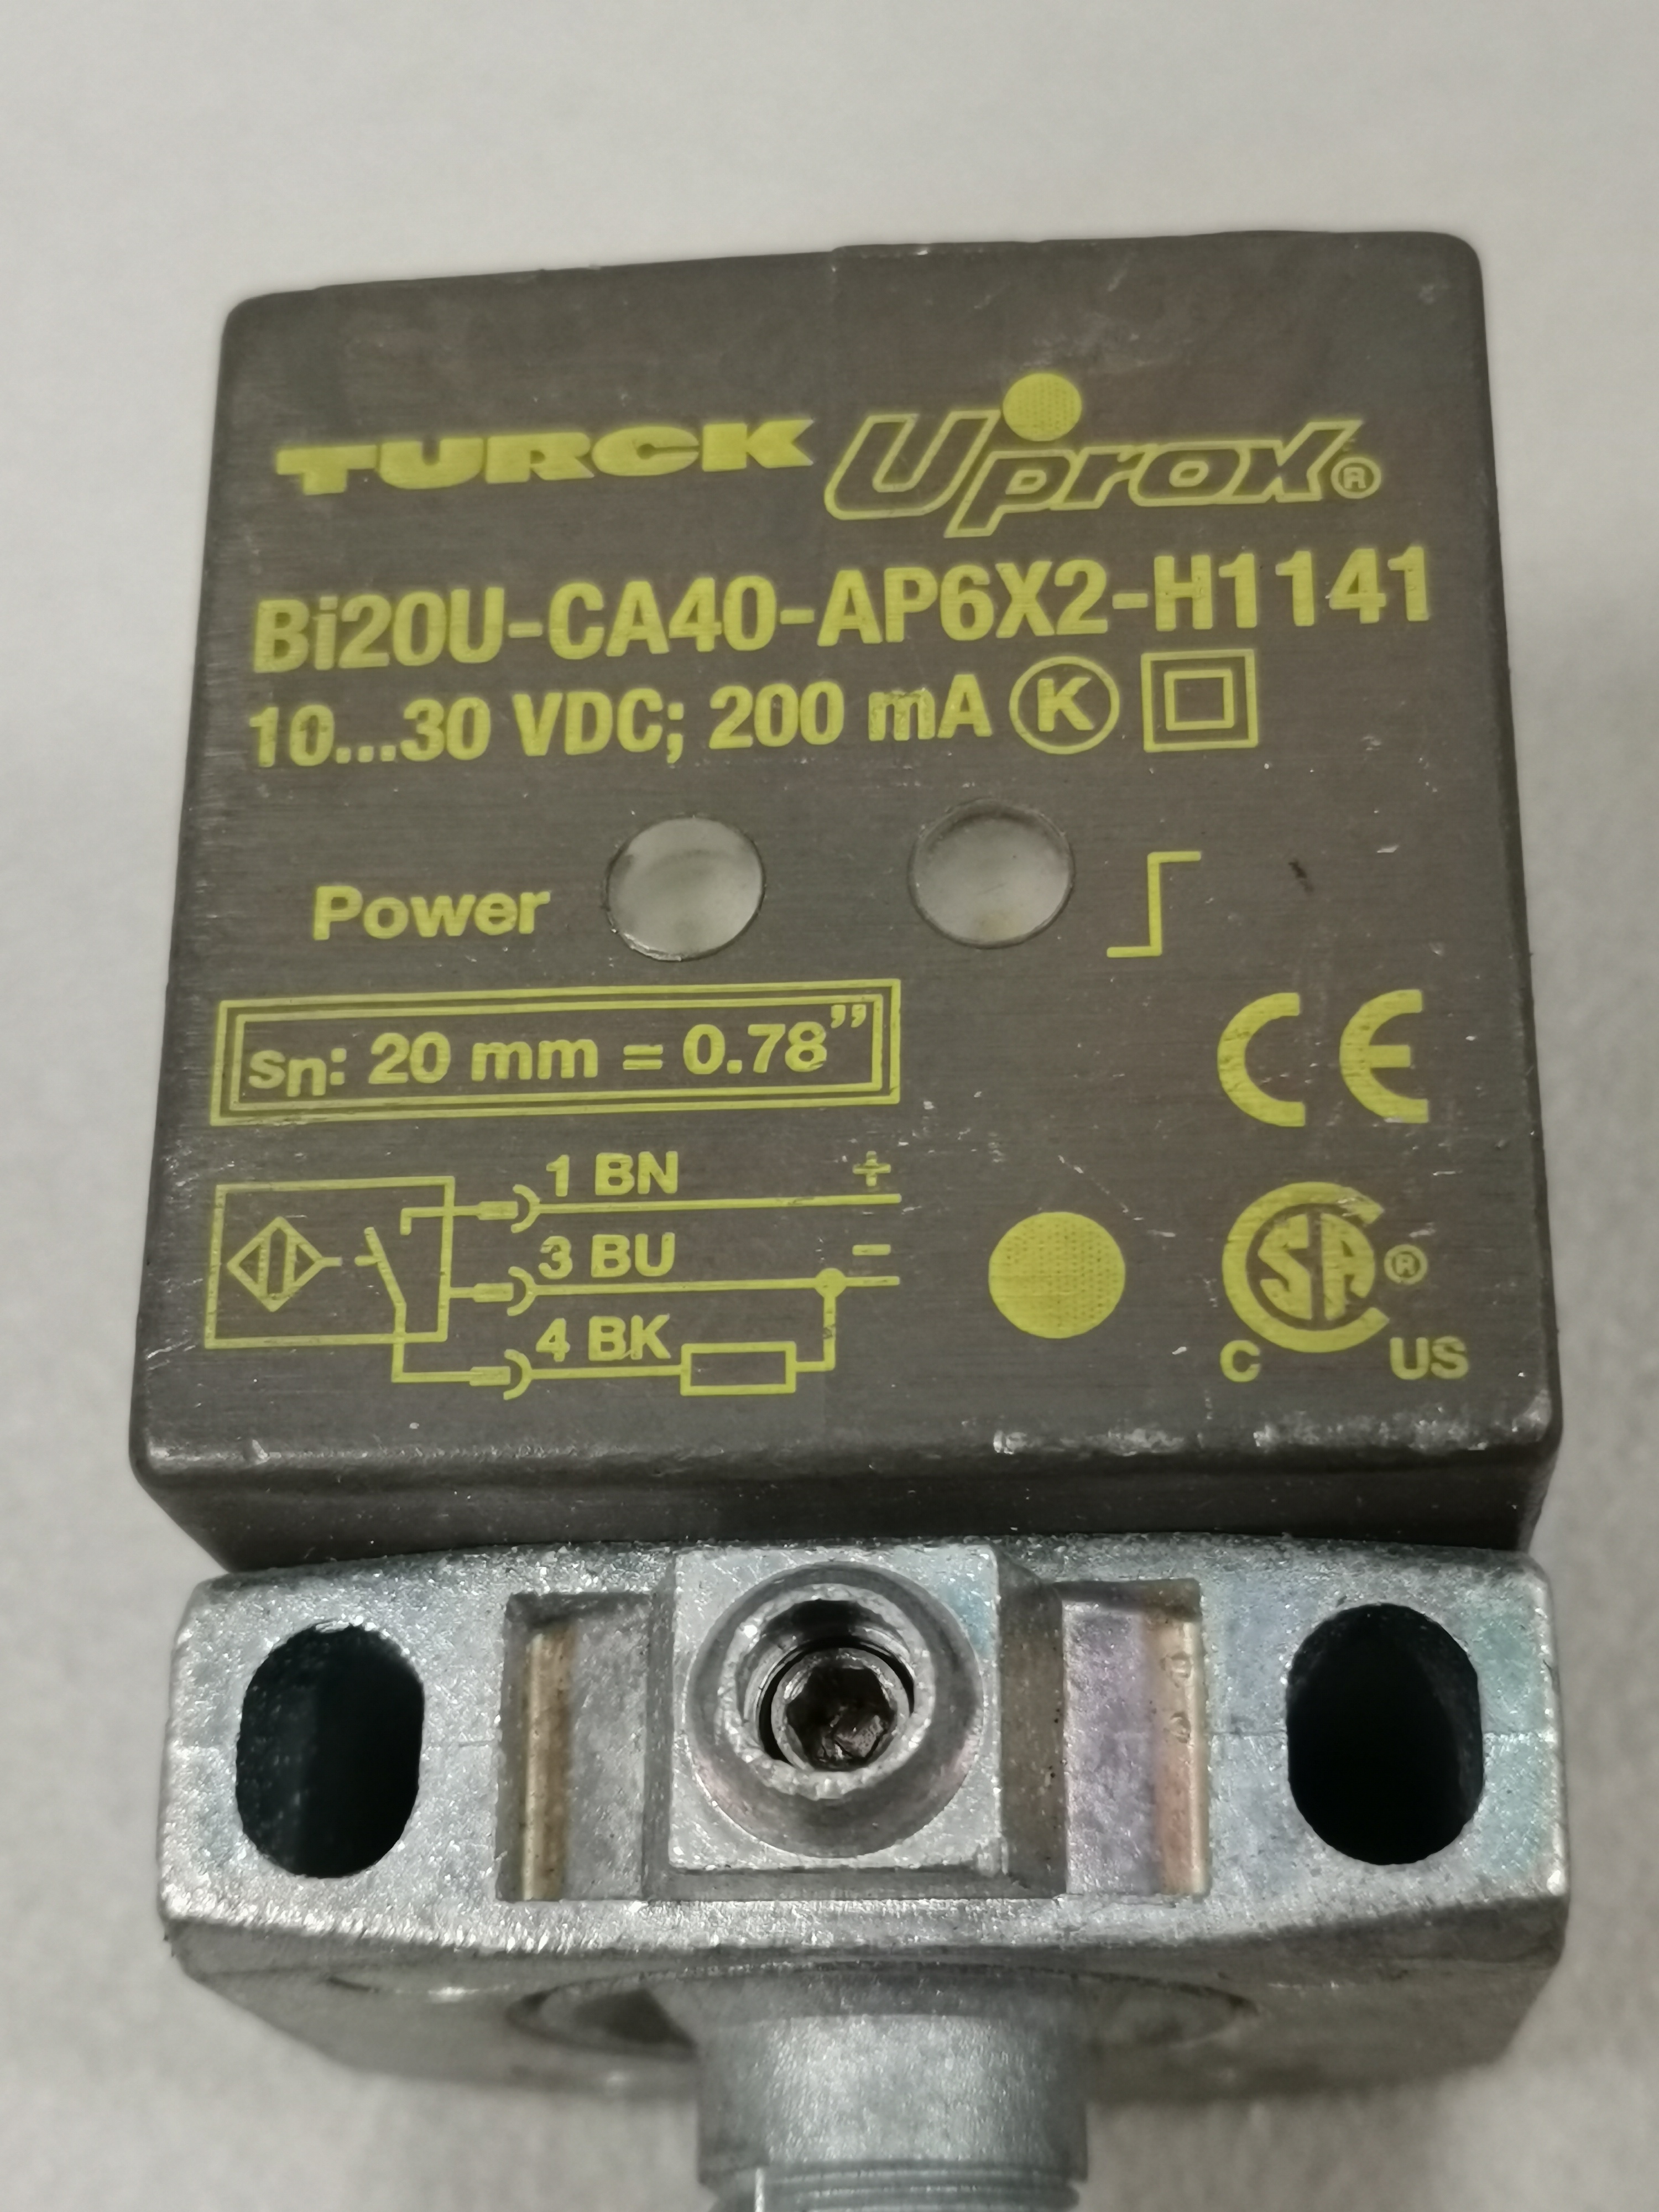 TURCK Uprox®
Bi20U-CA40-AP6X2-H1141
10...30 VDC; 200 mA K
Power
sn: 20 mm = 0.78”
CE
1 BN +
3 BU -
4 BK
CSA®
C US